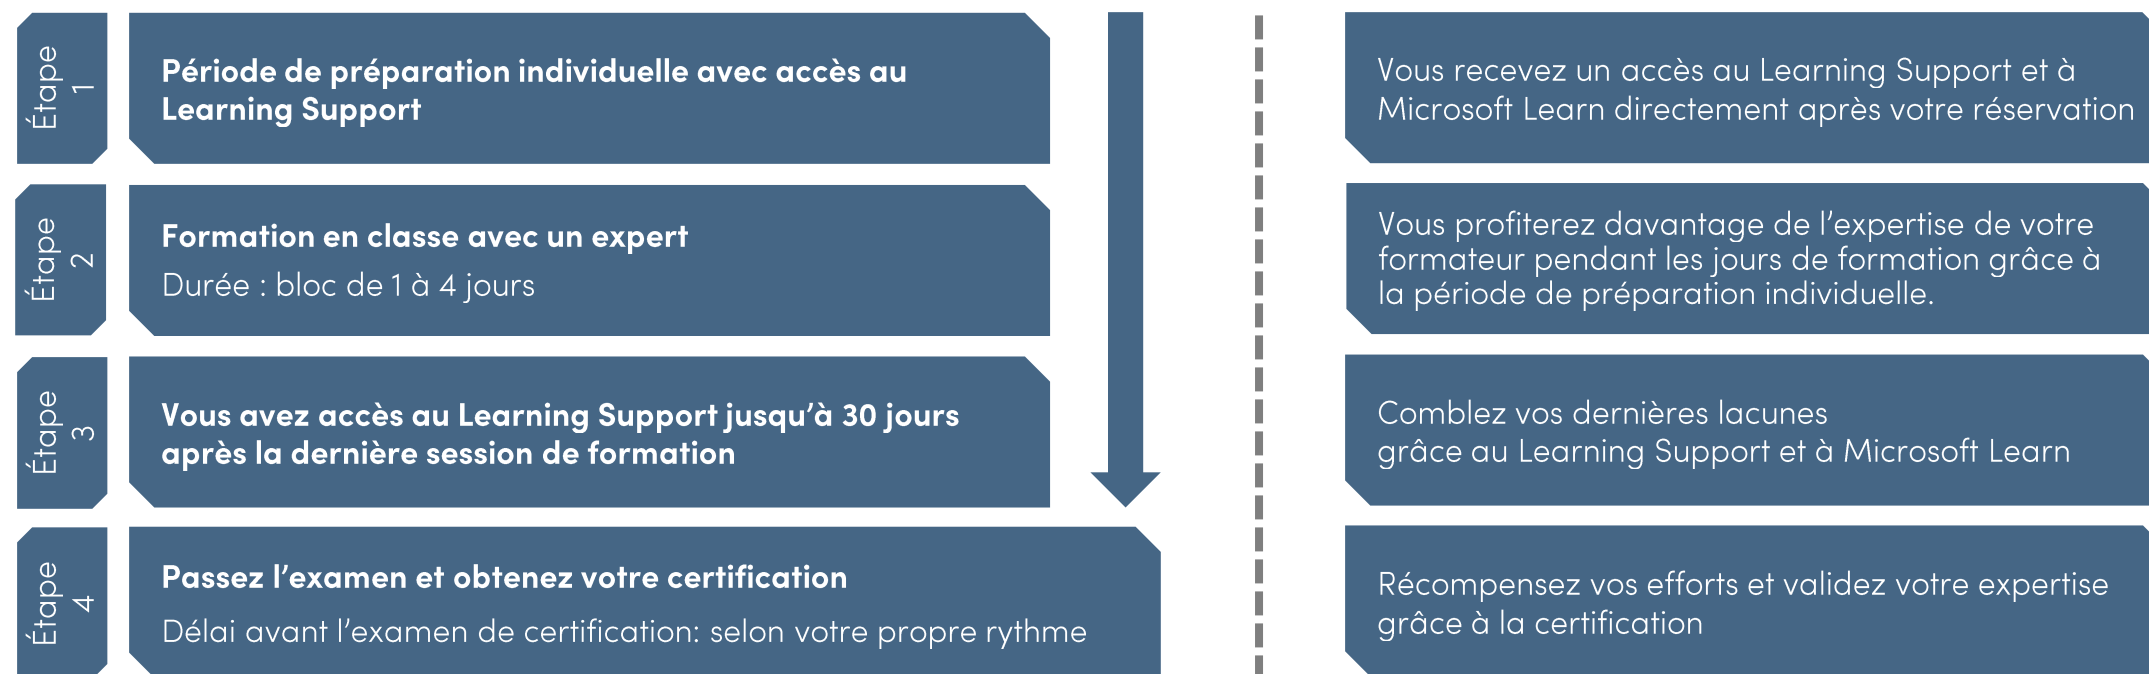 Étape
1
Période de préparation individuelle avec accès au
Learning Support
Vous recevez un accès au Learning Support et à
Microsoft Learn directement après votre réservation
Étape
2
Formation en classe avec un expert
Durée : bloc de 1 à 4 jours
Vous profiterez davantage de l’expertise de votre
formateur pendant les jours de formation grâce à
la période de préparation individuelle.
Étape
3
Vous avez accès au Learning Support jusqu’à 30 jours
après la dernière session de formation
Comblez vos dernières lacunes
grâce au Learning Support et à Microsoft Learn
Étape
4
Passez l’examen et obtenez votre certification
Délai avant l’examen de certification: selon votre propre rythme
Récompensez vos efforts et validez votre expertise
grâce à la certification